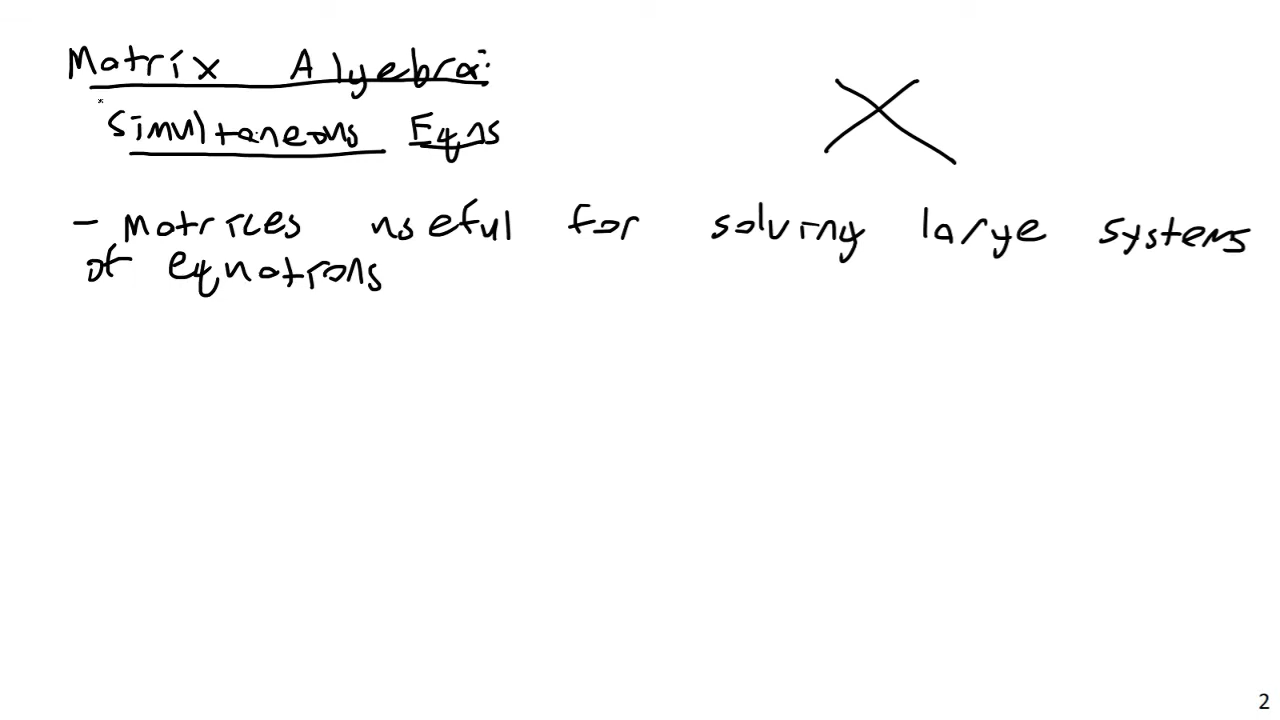 Matrix Algebra:
Simultaneous Eqns
- Matrices useful for solving large systems
of equations
2